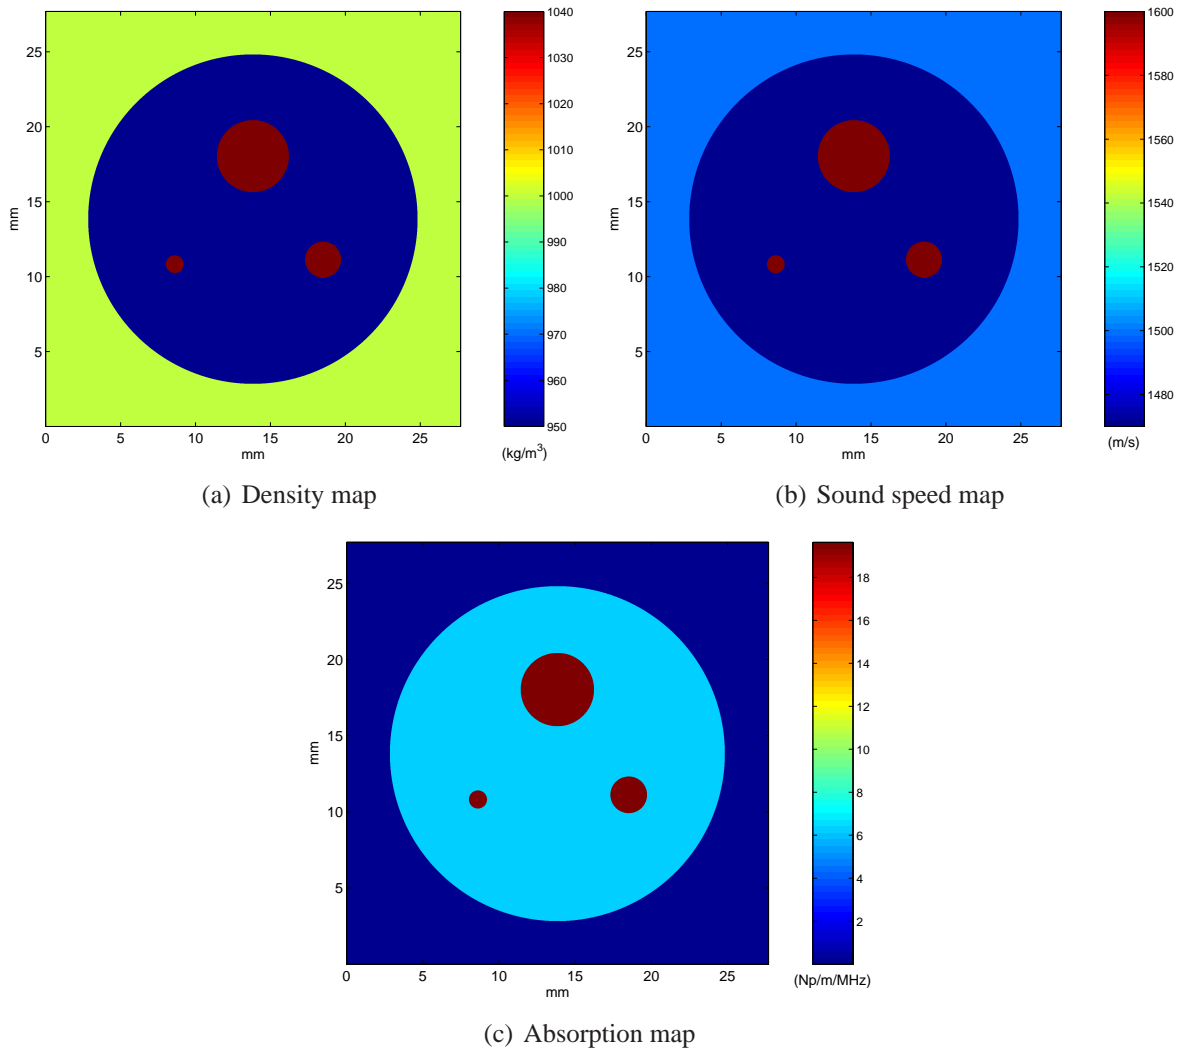 25
20
15
10
5
mm
0 5 10 15 20 25
mm
1040
1030
1020
1010
1000
990
980
970
960
950
(kg/m³)
(a) Density map
25
20
15
10
5
mm
0 5 10 15 20 25
mm
1600
1580
1560
1540
1520
1500
1480
(m/s)
(b) Sound speed map
25
20
15
10
5
mm
0 5 10 15 20 25
mm
18
16
14
12
10
8
6
4
2
(Np/m/MHz)
(c) Absorption map